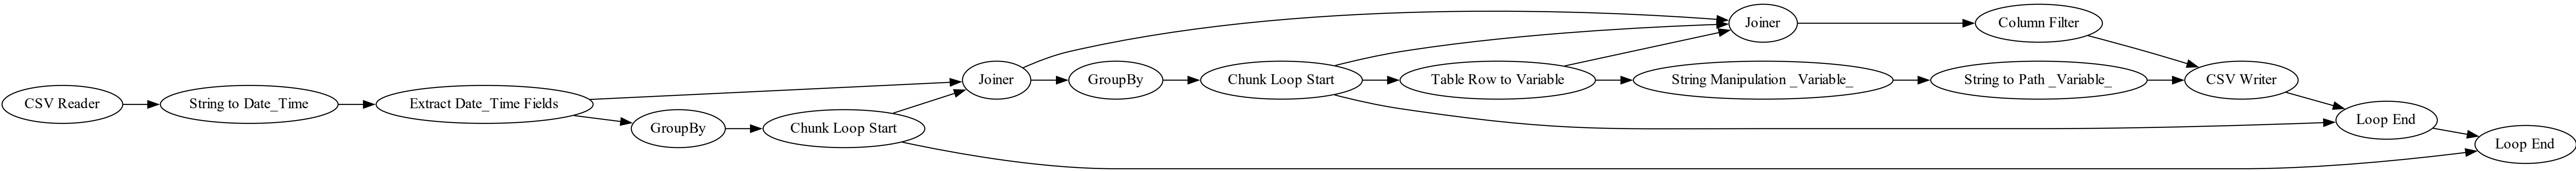 CSV Reader
String to Date_Time
Extract Date_Time Fields
GroupBy
Chunk Loop Start
Joiner
GroupBy
Chunk Loop Start
Table Row to Variable
Joiner
String Manipulation _Variable_
String to Path _Variable_
Column Filter
CSV Writer
Loop End
Loop End